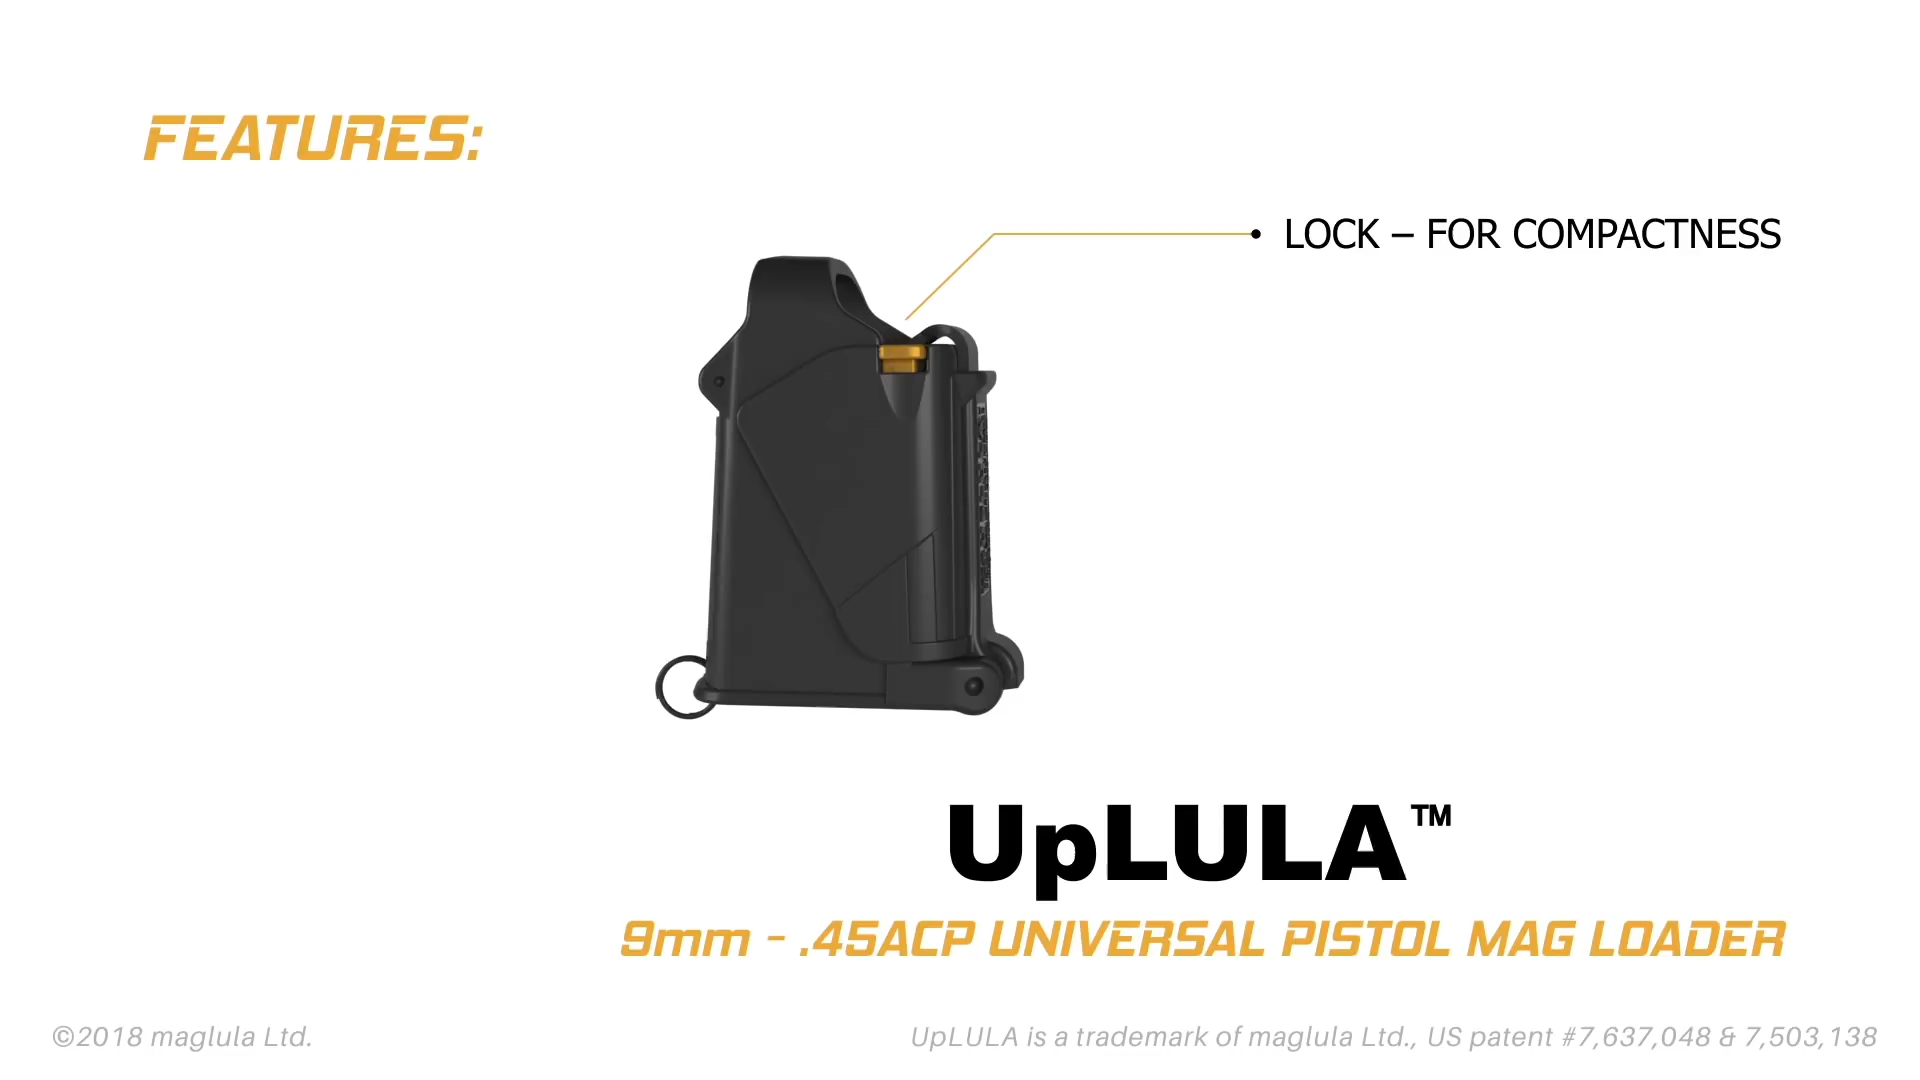 FEATURES:
LOCK – FOR COMPACTNESS
UpLULA™
9mm - .45ACP UNIVERSAL PISTOL MAG LOADER
©2018 maglula Ltd.
UpLULA is a trademark of maglula Ltd., US patent #7,637,048 & 7,503,138